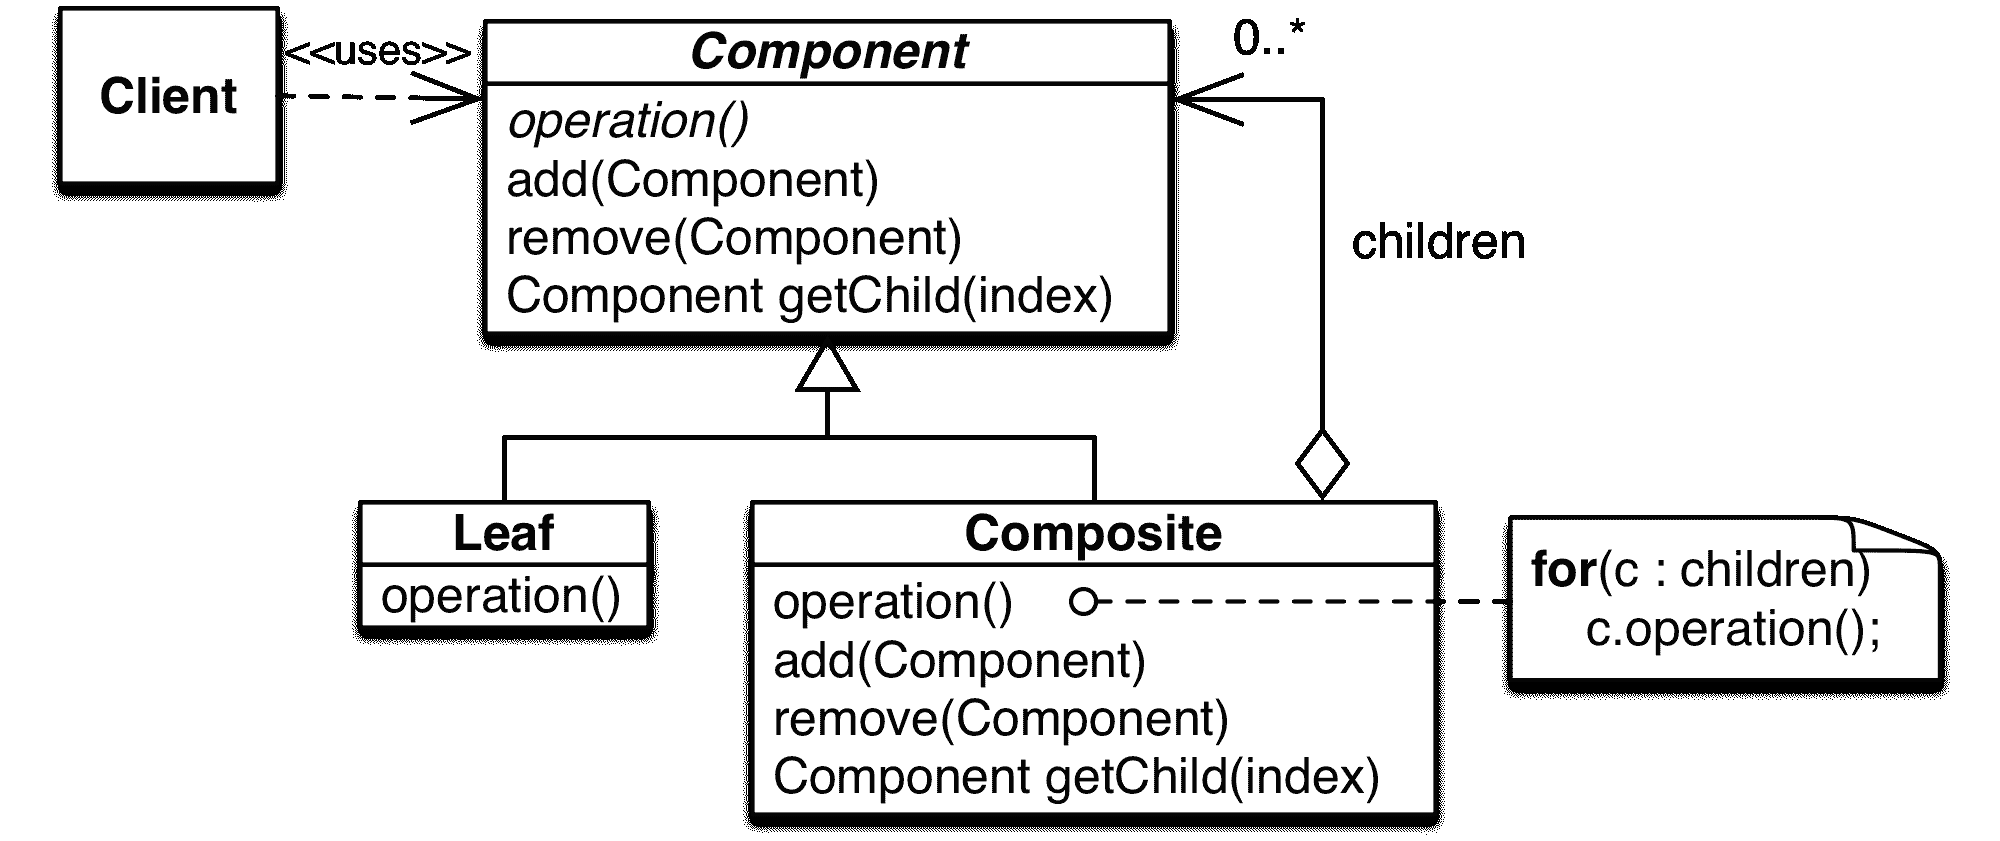 Client
<<uses>>
Component
operation()
add(Component)
remove(Component)
Component getChild(index)
0..*
children
Leaf
operation()
Composite
operation()
add(Component)
remove(Component)
Component getChild(index)
for(c : children)
c.operation();